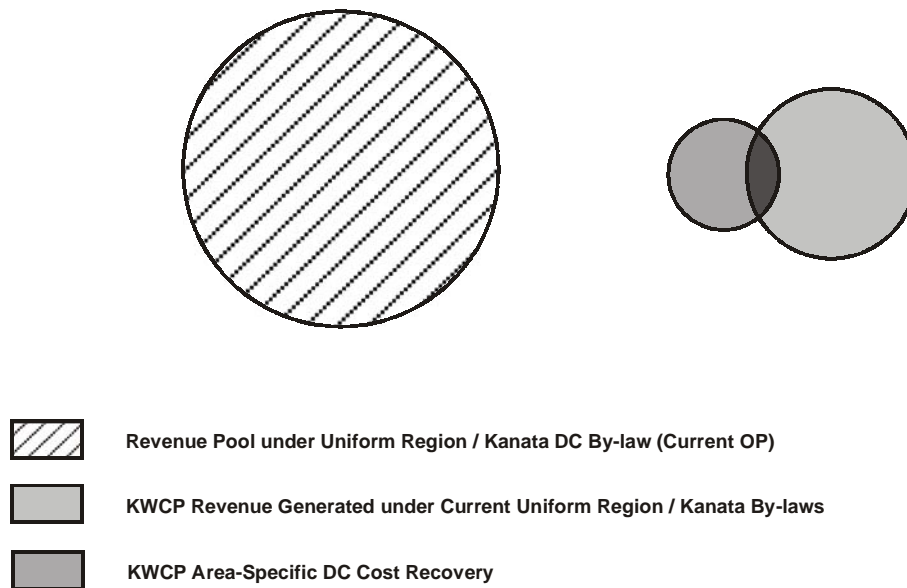 Revenue Pool under Uniform Region / Kanata DC By-law (Current OP)
KWCP Revenue Generated under Current Uniform Region / Kanata By-laws
KWCP Area-Specific DC Cost Recovery